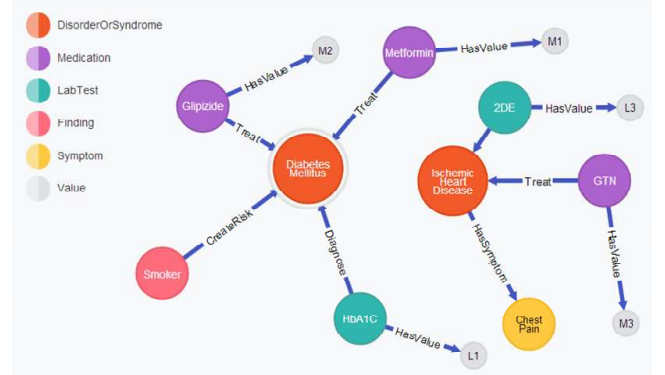 DisorderOrSyndrome
Medication
LabTest
Finding
Symptom
Value
M2
HasValue
Glipizide
Treat
Metformin
HasValue
M1
Treat
Diabetes
Mellitus
2DE
HasValue
L3
Ischemic
Heart
Disease
Treat
GTN
CreateRisk
Smoker
Diagnose
HasSymptom
HasValue
HbA1C
HasValue
L1
Chest
Pain
M3